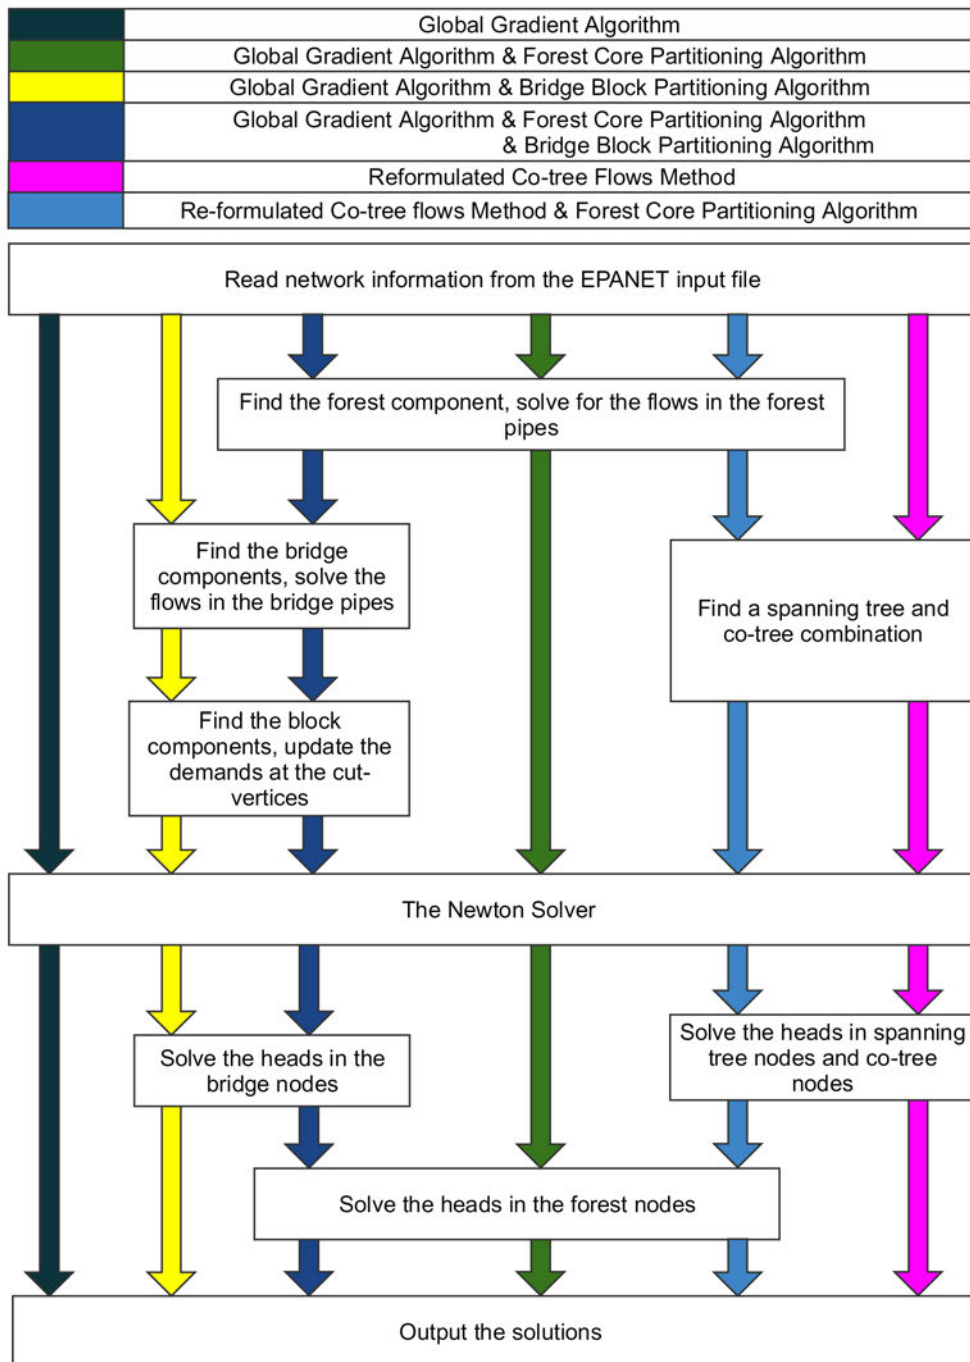 Global Gradient Algorithm
Global Gradient Algorithm & Forest Core Partitioning Algorithm
Global Gradient Algorithm & Bridge Block Partitioning Algorithm
Global Gradient Algorithm & Forest Core Partitioning Algorithm
& Bridge Block Partitioning Algorithm
Reformulated Co-tree Flows Method
Re-formulated Co-tree flows Method & Forest Core Partitioning Algorithm
Read network information from the EPANET input file
Find the forest component, solve for the flows in the forest
pipes
Find the bridge
components, solve the
flows in the bridge pipes
Find a spanning tree and
co-tree combination
Find the block
components, update the
demands at the cut-
vertices
The Newton Solver
Solve the heads in the
bridge nodes
Solve the heads in spanning
tree nodes and co-tree
nodes
Solve the heads in the forest nodes
Output the solutions